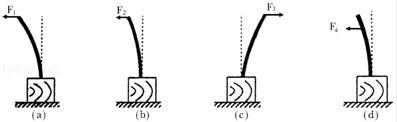 F₁ F₂ F₃ F₄
(a) (b) (c) (d)